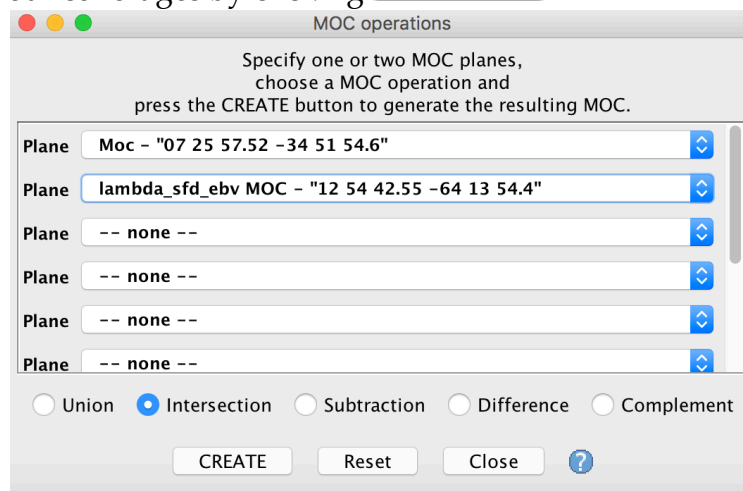 MOC operations
Specify one or two MOC planes,
choose a MOC operation and
press the CREATE button to generate the resulting MOC.
Plane Moc – "07 25 57.52 −34 51 54.6"
Plane lambda_sfd_ebv MOC – "12 54 42.55 −64 13 54.4"
Plane -- none --
Plane -- none --
Plane -- none --
Plane -- none --
Union Intersection Subtraction Difference Complement
CREATE Reset Close ?